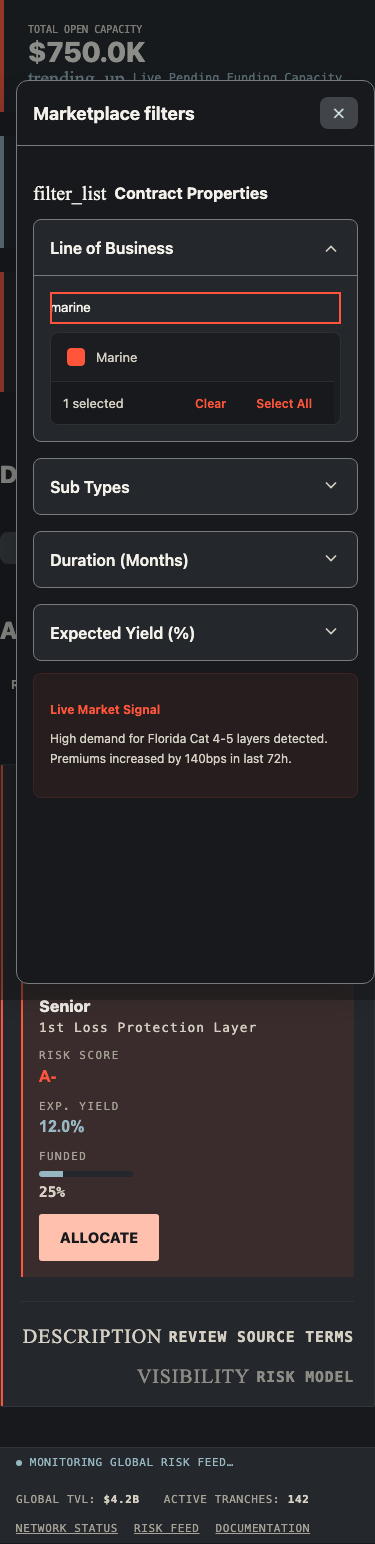 TOTAL OPEN CAPACITY
$750.0K
trending_up Live Pending Funding Capacity
Marketplace filters
filter_list Contract Properties
Line of Business
marine
Marine
1 selected Clear Select All
Sub Types
Duration (Months)
Expected Yield (%)
Live Market Signal
High demand for Florida Cat 4-5 layers detected.
Premiums increased by 140bps in last 72h.
D
A
R
Senior
1st Loss Protection Layer
RISK SCORE
A-
EXP. YIELD
12.0%
FUNDED
25%
ALLOCATE
DESCRIPTION REVIEW SOURCE TERMS
VISIBILITY RISK MODEL
MONITORING GLOBAL RISK FEED…
GLOBAL TVL: $4.2B ACTIVE TRANCHES: 142
NETWORK STATUS RISK FEED DOCUMENTATION